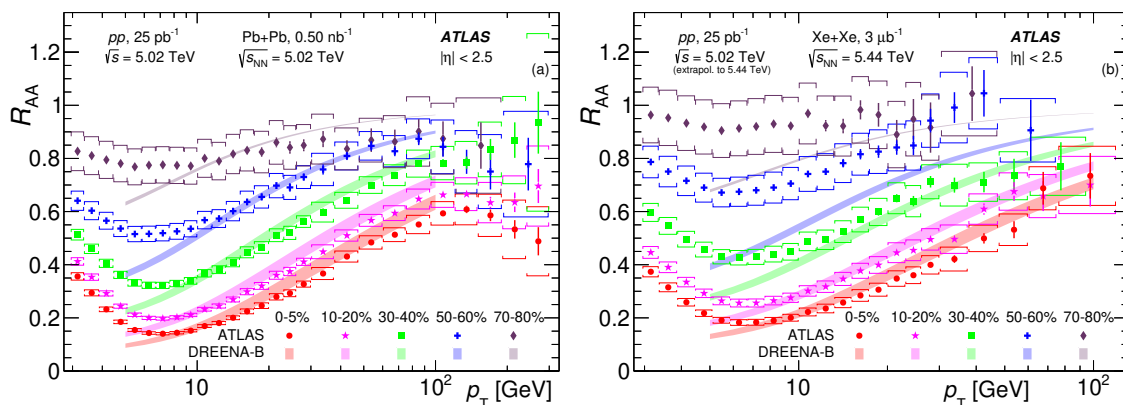 pp, 25 pb⁻¹ Pb+Pb, 0.50 nb⁻¹ ATLAS
√s = 5.02 TeV √sNN = 5.02 TeV |η| < 2.5
(a)
RAA
1.2
1
0.8
0.6
0.4
0.2
0
0-5% 10-20% 30-40% 50-60% 70-80%
ATLAS
DREENA-B
10 10²
pT [GeV]
pp, 25 pb⁻¹ Xe+Xe, 3 μb⁻¹ ATLAS
√s = 5.02 TeV √sNN = 5.44 TeV |η| < 2.5
(extrapol. to 5.44 TeV)
(b)
RAA
1.2
1
0.8
0.6
0.4
0.2
0
0-5% 10-20% 30-40% 50-60% 70-80%
ATLAS
DREENA-B
10 10²
pT [GeV]